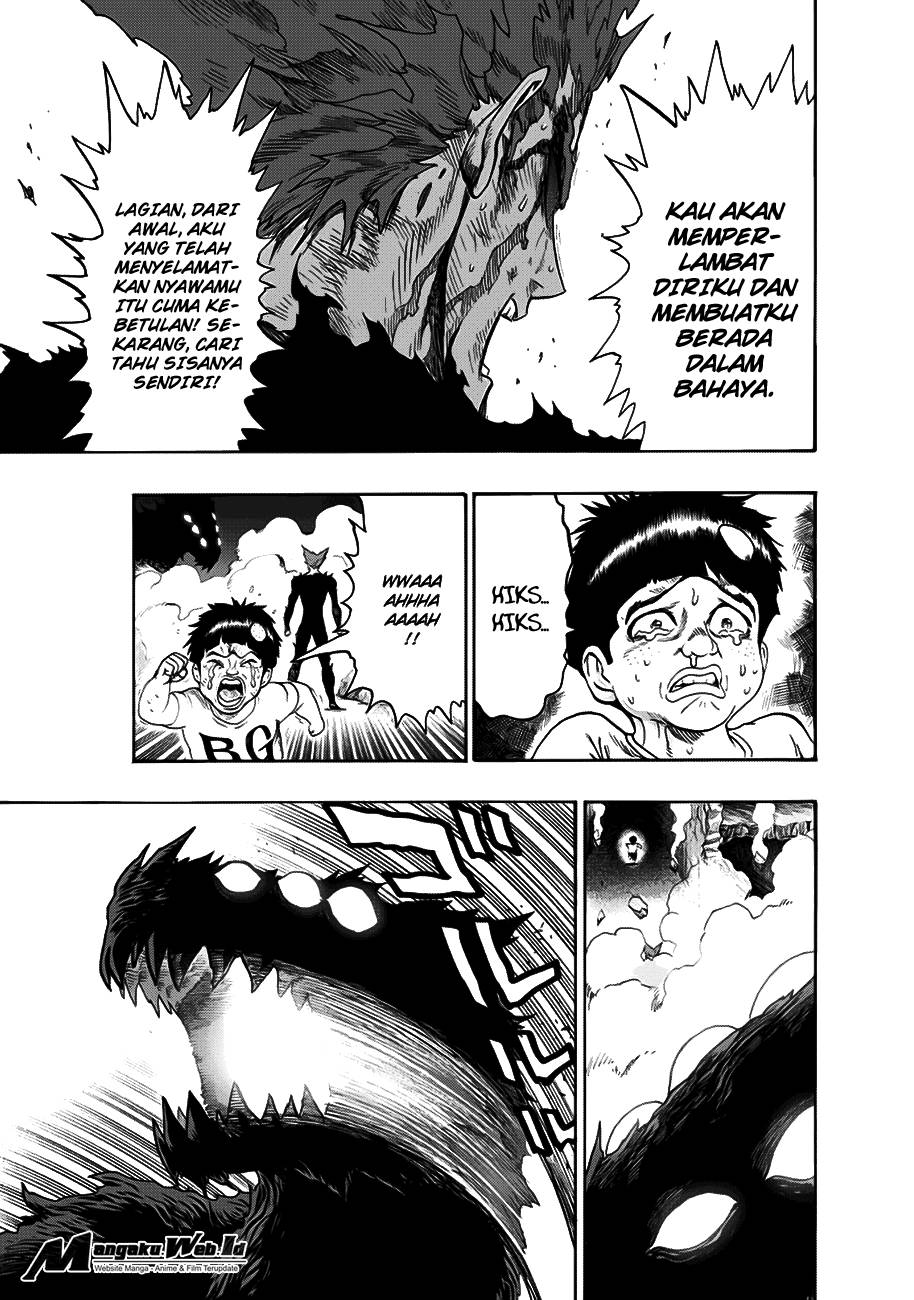 KAU AKAN
MEMPER-
LAMBAT
DIRIKU DAN
MEMBUATKU
BERADA
DALAM
BAHAYA.
LAGIAN, DARI
AWAL, AKU
YANG TELAH
MENYELAMAT-
KAN NYAWAMU
ITU CUMA KE-
BETULAN! SE-
KARANG, CARI
TAHU SISANYA
SENDIRI!
HIKS...
HIKS...
WWAAA
AHHHA
AAAAH
!!
BG
Mangaku.Web.Id
Website Manga - Anime & Film Terupdate